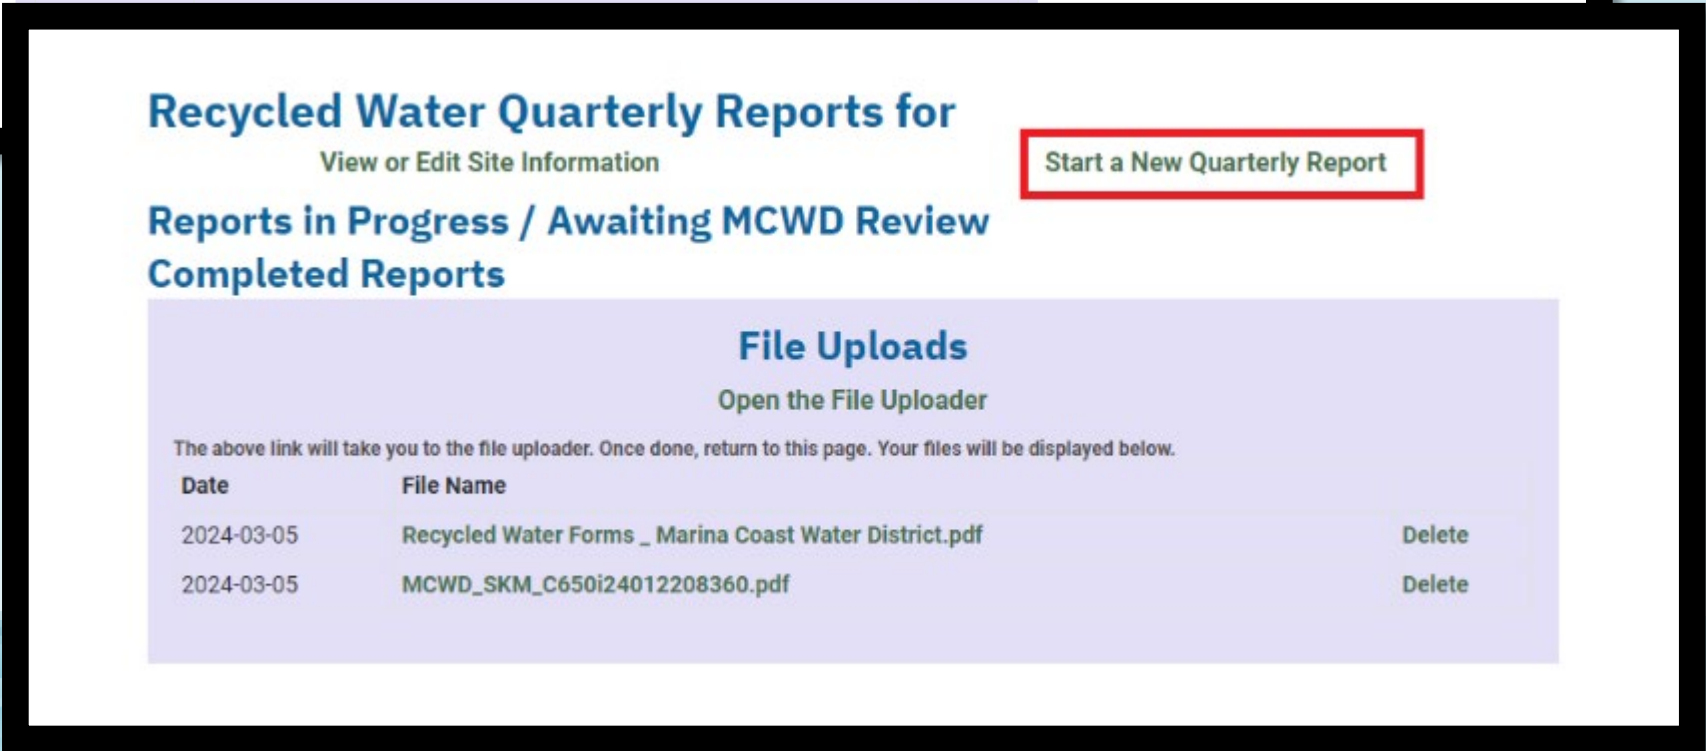 Recycled Water Quarterly Reports for
View or Edit Site Information Start a New Quarterly Report
Reports in Progress / Awaiting MCWD Review
Completed Reports
File Uploads
Open the File Uploader
The above link will take you to the file uploader. Once done, return to this page. Your files will be displayed below.
Date File Name
2024-03-05 Recycled Water Forms _ Marina Coast Water District.pdf Delete
2024-03-05 MCWD_SKM_C650i24012208360.pdf Delete